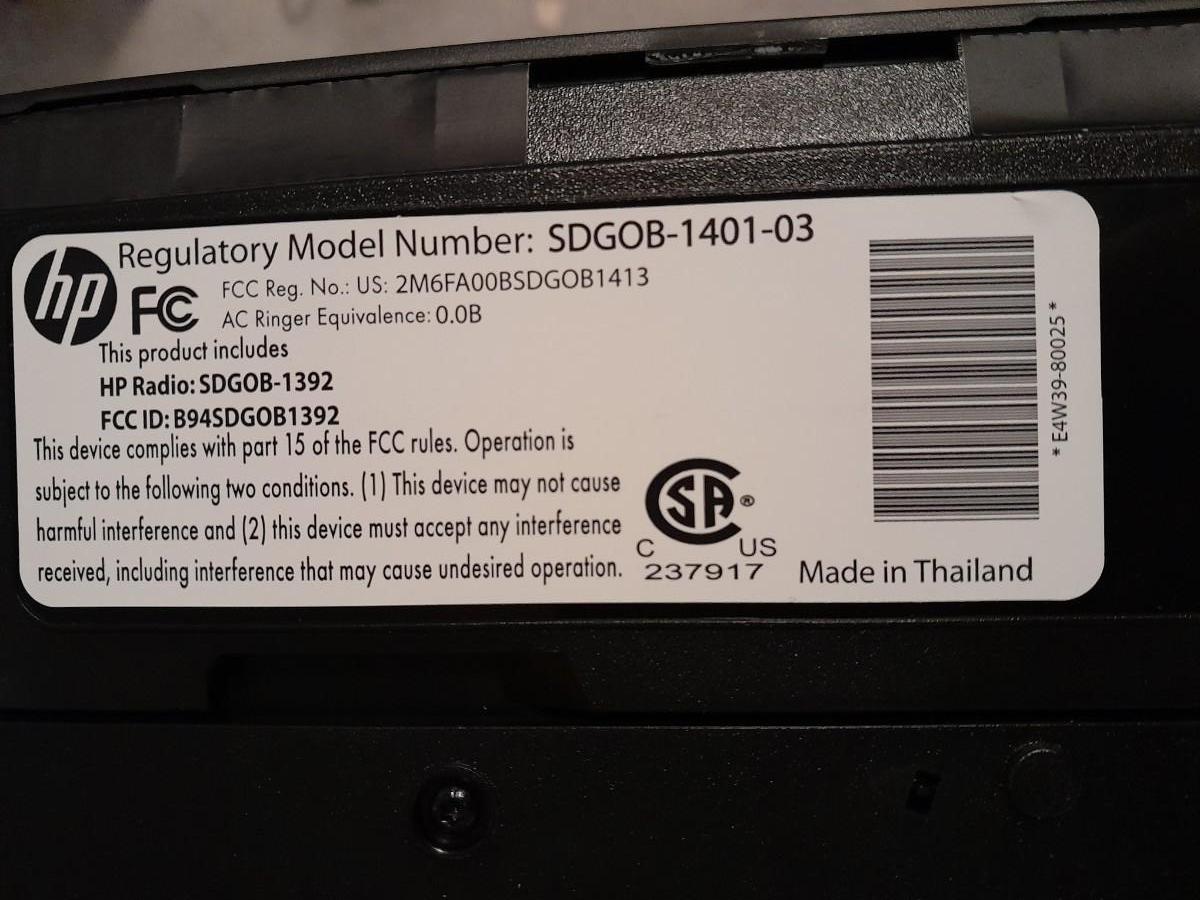 hp
Regulatory Model Number: SDGOB-1401-03
FC
FCC Reg. No.: US: 2M6FA00BSDGOB1413
AC Ringer Equivalence: 0.0B
This product includes
HP Radio: SDGOB-1392
FCC ID: B94SDGOB1392
This device complies with part 15 of the FCC rules. Operation is
subject to the following two conditions. (1) This device may not cause
harmful interference and (2) this device must accept any interference
received, including interference that may cause undesired operation.
SA®
C US
237917
Made in Thailand
*E4W39-80025*